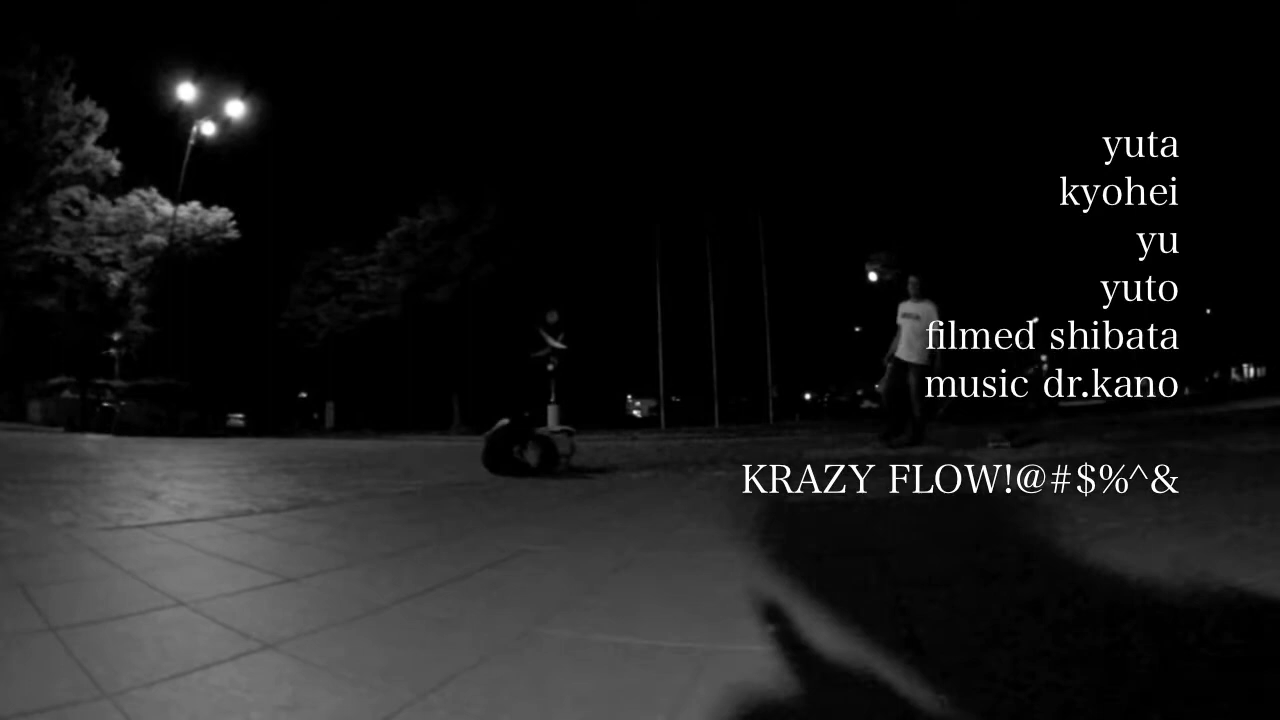 yuta
kyohei
yu
yuto
filmed shibata
music dr.kano
KRAZY FLOW!@#$%^&